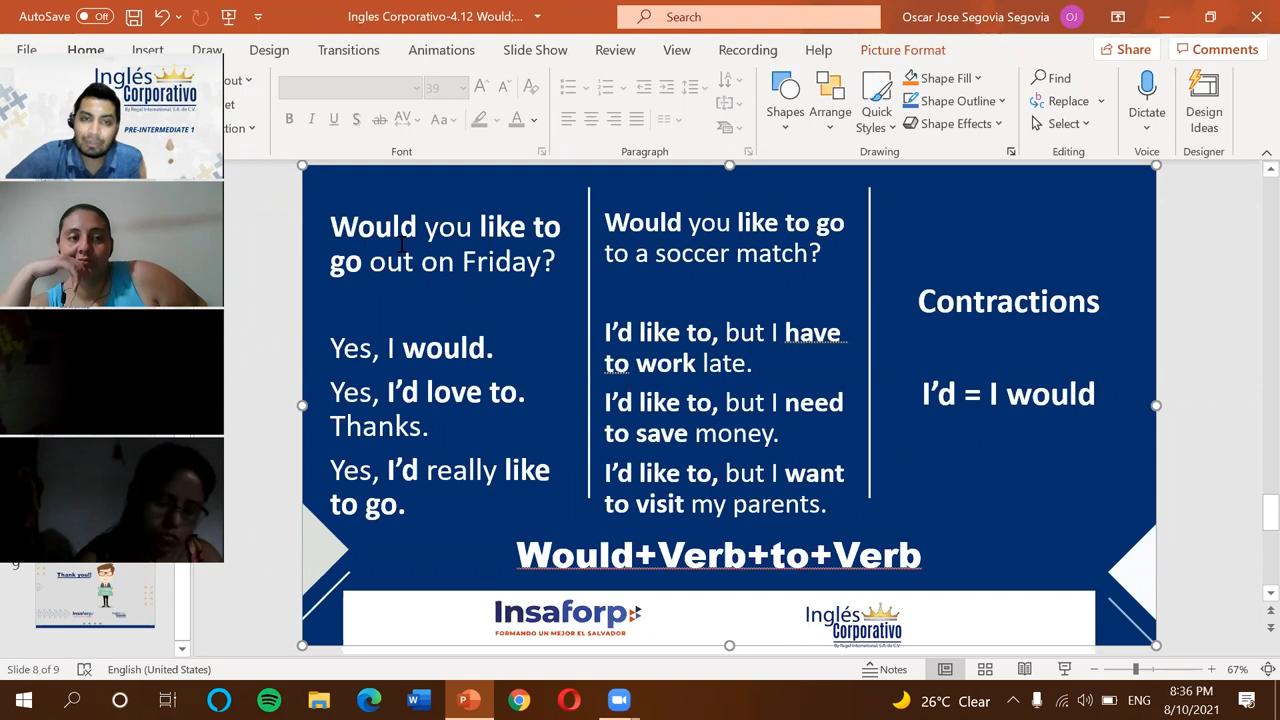 AutoSave Off
Ingles Corporativo-4.12 Would;...
Search
Oscar Jose Segovia Segovia OJ
File Home Insert Draw Design Transitions Animations Slide Show Review View Recording Help Picture Format
Share Comments
Shapes Arrange Quick Styles
Shape Fill
Shape Outline
Shape Effects
Find
Replace
Select
Dictate
Design Ideas
Font Paragraph Drawing Editing Voice Designer
Inglés
Corporativo
By Regal International, S.A. de C.V.
PRE-INTERMEDIATE 1
Would you like to
go out on Friday?
Yes, I would.
Yes, I'd love to.
Thanks.
Yes, I'd really like
to go.
Would you like to go
to a soccer match?
I'd like to, but I have
to work late.
I'd like to, but I need
to save money.
I'd like to, but I want
to visit my parents.
Contractions
I'd = I would
Would+Verb+to+Verb
Insaforp
FORMANDO UN MEJOR EL SALVADOR
Inglés
Corporativo
9
Thank you!!
Slide 8 of 9 English (United States) Notes 67%
26°C Clear ENG
8:36 PM
8/10/2021